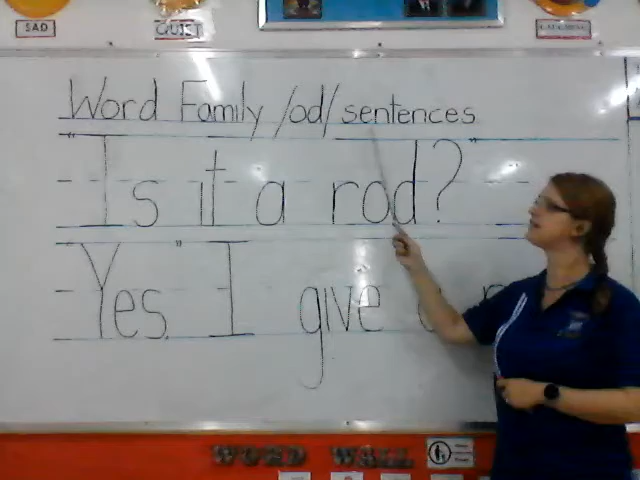 SAD
QUIET
Word Family /od/ sentences
"Is it a rod?"
Yes. I give a
WORD WALL